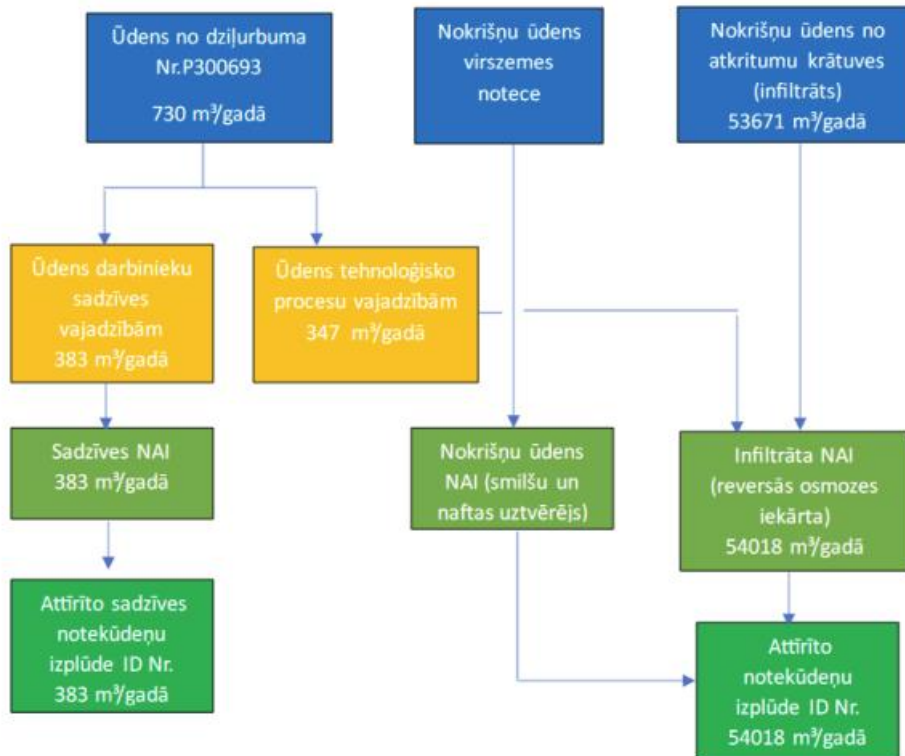 Ūdens no dziļurbuma
Nr.P300693
730 m³/gadā
Nokrišņu ūdens
virszemes
notece
Nokrišņu ūdens no
atkritumu krātuves
(infiltrāts)
53671 m³/gadā
Ūdens darbinieku
sadzīves
vajadzībām
383 m³/gadā
Ūdens tehnoloģisko
procesu vajadzībām
347 m³/gadā
Sadzīves NAI
383 m³/gadā
Nokrišņu ūdens
NAI (smilšu un
naftas uztvērējs)
Infiltrāta NAI
(reversās osmozes
iekārta)
54018 m³/gadā
Attīrīto sadzīves
notekūdeņu
izplūde ID Nr.
383 m³/gadā
Attīrīto
notekūdeņu
izplūde ID Nr.
54018 m³/gadā